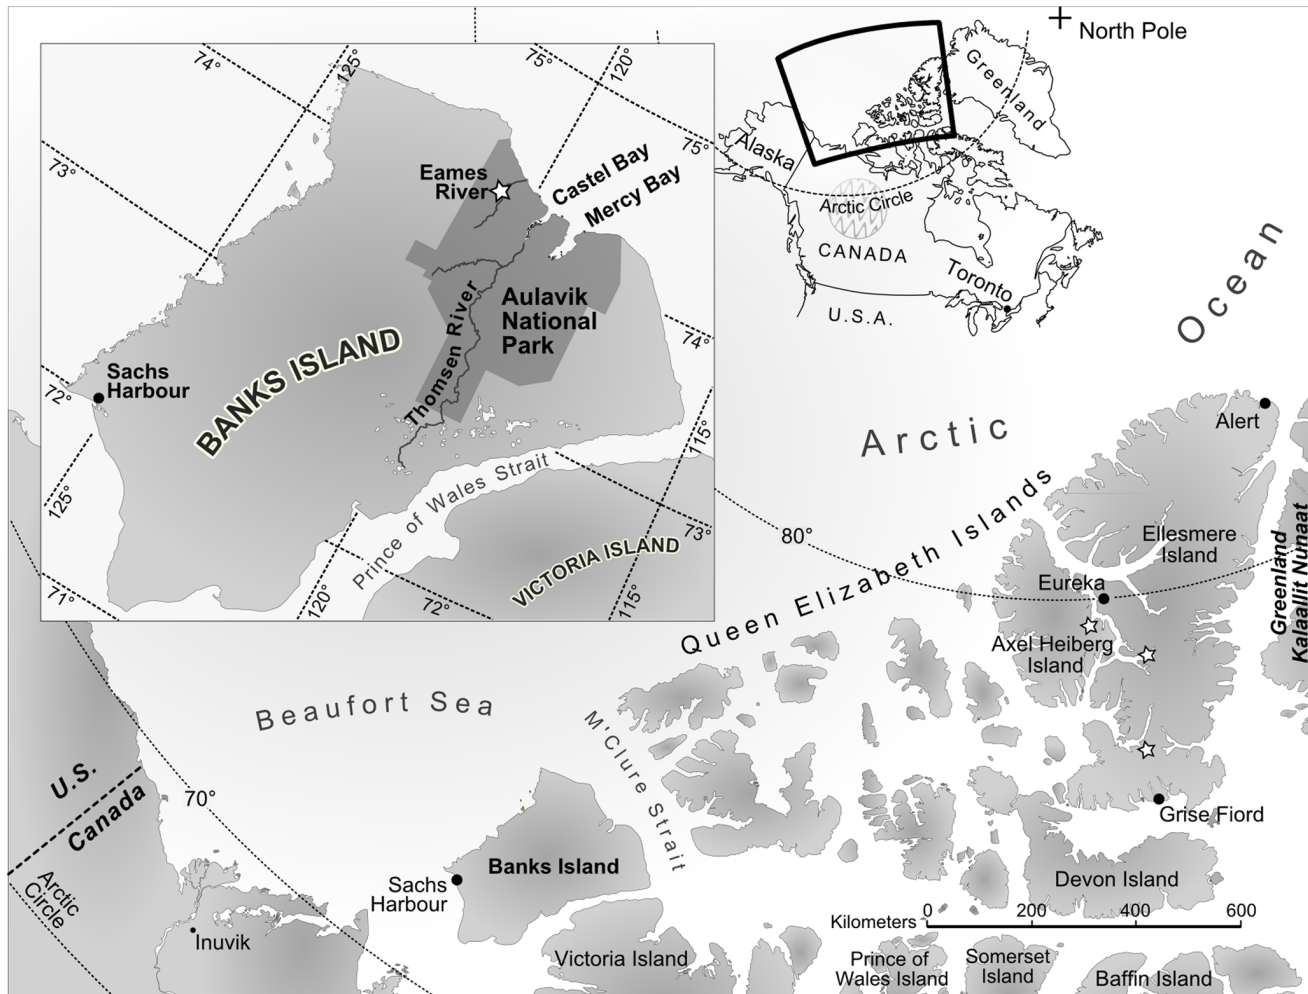 North Pole
Greenland
Alaska
Arctic Circle
CANADA
Toronto
U.S.A.
74°
125°
75°
120°
75°
73°
Eames
River
Castel Bay
Mercy Bay
Aulavik
National
Park
Thomsen River
74°
72°
Sachs
Harbour
BANKS ISLAND
115°
125°
Prince of Wales Strait
73°
VICTORIA ISLAND
71°
120°
72°
115°
Arctic
Ocean
Alert
80°
Queen Elizabeth Islands
Ellesmere
Island
Greenland
Kalaallit Nunaat
Eureka
Axel Heiberg
Island
Beaufort Sea
M'Clure Strait
U.S.
Canada
70°
Arctic
Circle
Grise Fiord
Banks Island
Sachs
Harbour
Devon Island
Inuvik
Kilometers
0 200 400 600
Victoria Island
Prince of
Wales Island
Somerset
Island
Baffin Island